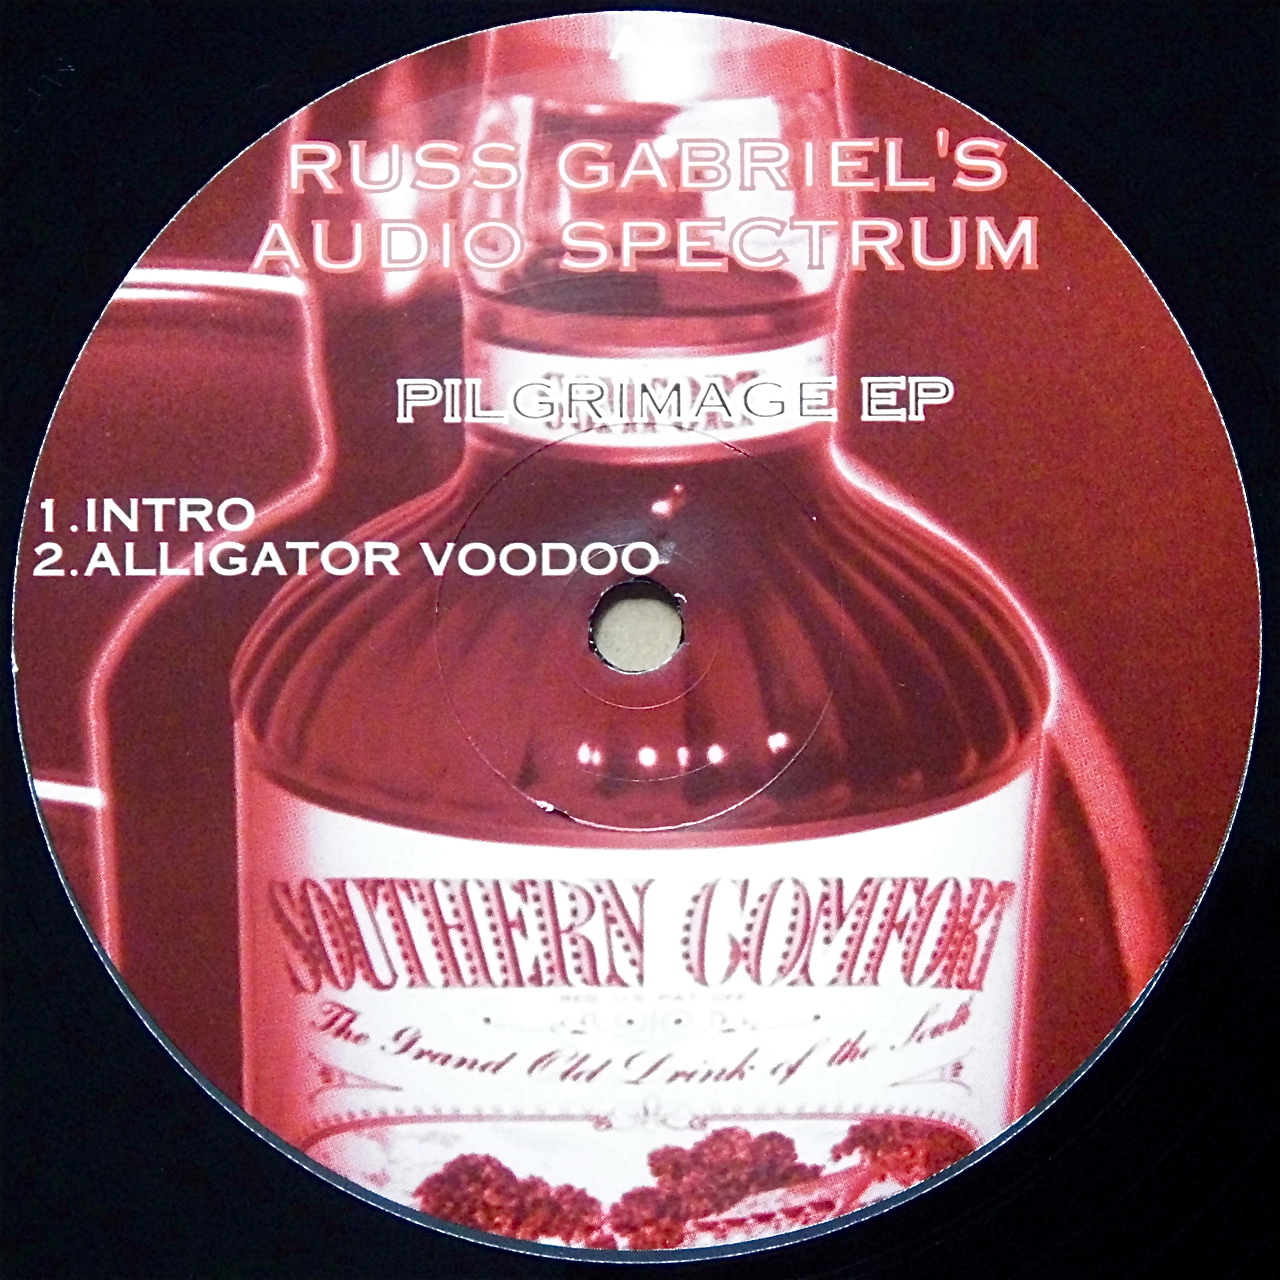 RUSS GABRIEL'S
AUDIO SPECTRUM
PILGRIMAGE EP
1.INTRO
2.ALLIGATOR VOODOO
SOUTHERN COMFORT
The Grand Old Drink of the South